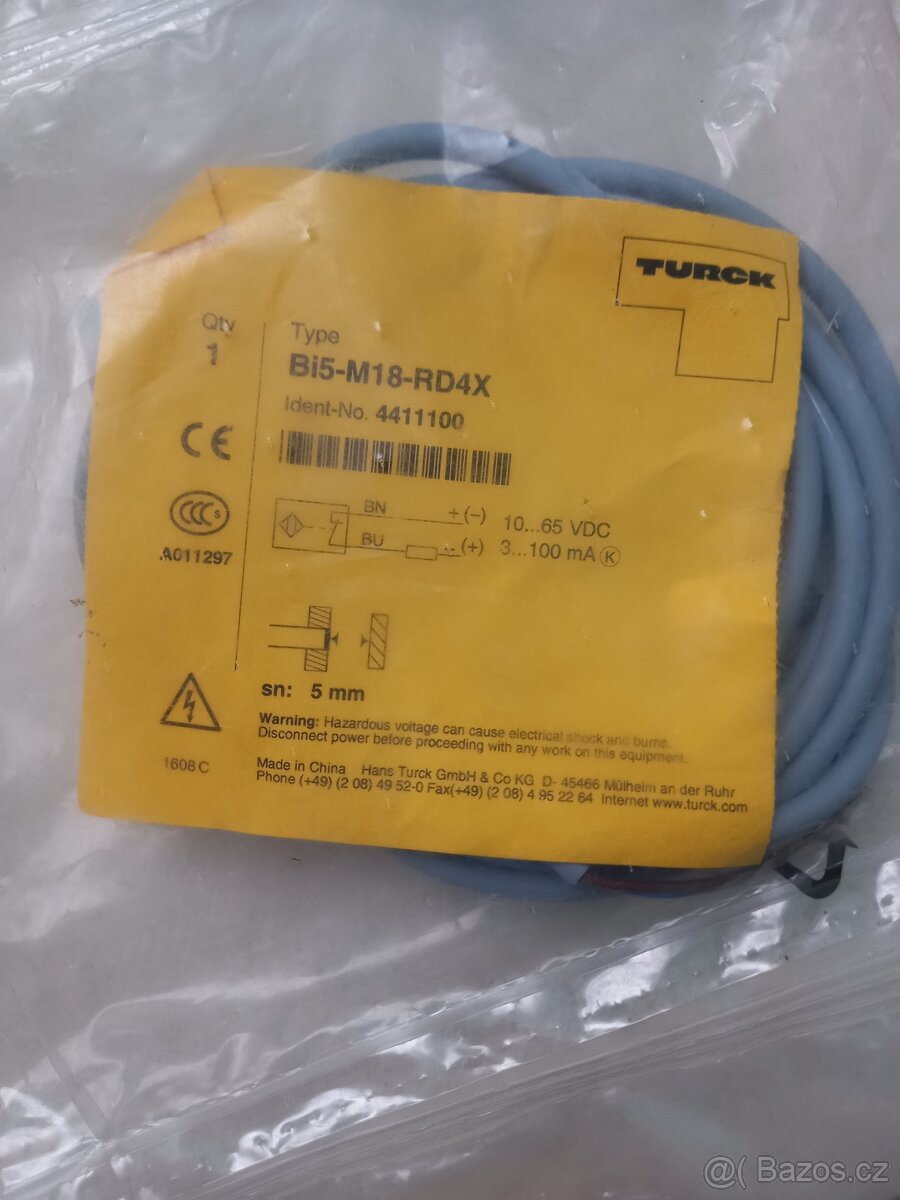 TURCK
Qty
1
Type
Bi5-M18-RD4X
Ident-No. 4411100
CE
CCC S
A011297
BN +(−) 10...65 VDC
BU −(+) 3...100 mA K
sn: 5 mm
Warning: Hazardous voltage can cause electrical shock and burns.
Disconnect power before proceeding with any work on this equipment.
1608 C
Made in China Hans Turck GmbH & Co KG D- 45466 Mülheim an der Ruhr
Phone (+49) (2 08) 49 52-0 Fax(+49) (2 08) 4 95 22 64 Internet www.turck.com
@( Bazos.cz